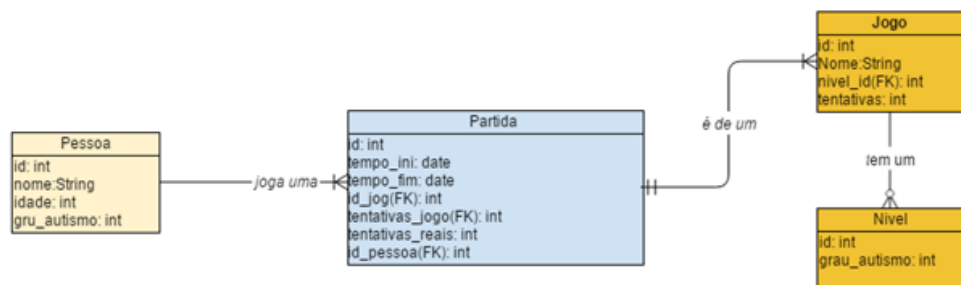 Pessoa
id: int
nome:String
idade: int
gru_autismo: int
joga uma
Partida
id: int
tempo_ini: date
tempo_fim: date
id_jog(FK): int
tentativas_jogo(FK): int
tentativas_reais: int
id_pessoa(FK): int
é de um
Jogo
id: int
Nome:String
nivel_id(FK): int
tentativas: int
tem um
Nivel
id: int
grau_autismo: int